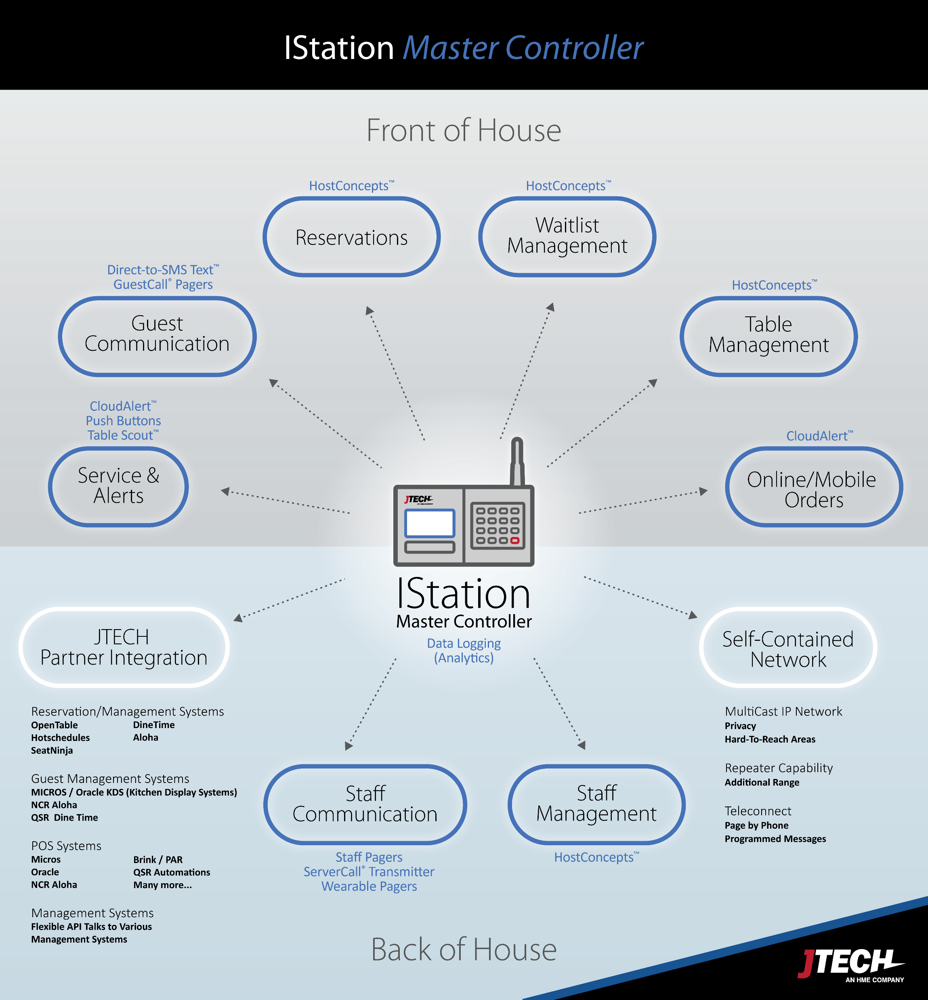 IStation Master Controller
Front of House
HostConcepts™
Reservations
HostConcepts™
Waitlist
Management
Direct-to-SMS Text™
GuestCall® Pagers
Guest
Communication
HostConcepts™
Table
Management
CloudAlert™
Push Buttons
Table Scout™
Service &
Alerts
CloudAlert™
Online/Mobile
Orders
JTECH
AN HME COMPANY
IStation
Master Controller
Data Logging
(Analytics)
JTECH
Partner Integration
Reservation/Management Systems
OpenTable DineTime
Hotschedules Aloha
SeatNinja
Guest Management Systems
MICROS / Oracle KDS (Kitchen Display Systems)
NCR Aloha
QSR Dine Time
POS Systems
Micros Brink / PAR
Oracle QSR Automations
NCR Aloha Many more...
Management Systems
Flexible API Talks to Various
Management Systems
Staff
Communication
Staff Pagers
ServerCall® Transmitter
Wearable Pagers
Staff
Management
HostConcepts™
Self-Contained
Network
MultiCast IP Network
Privacy
Hard-To-Reach Areas
Repeater Capability
Additional Range
Teleconnect
Page by Phone
Programmed Messages
Back of House
JTECH
AN HME COMPANY